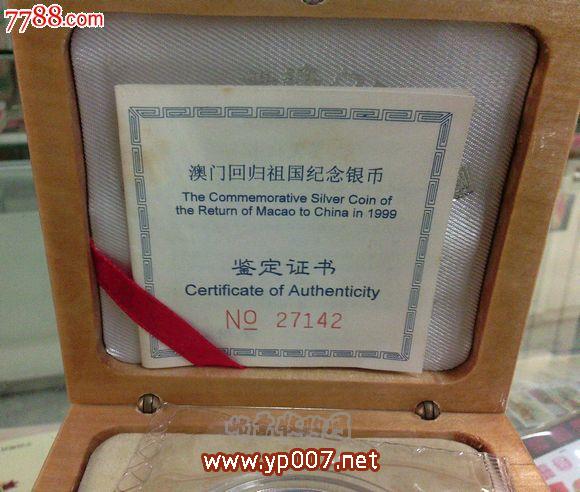 7788.com
澳门回归祖国纪念银币
The Commemorative Silver Coin of
the Return of Macao to China in 1999
鉴定证书
Certificate of Authenticity
No 27142
www.yp007.net